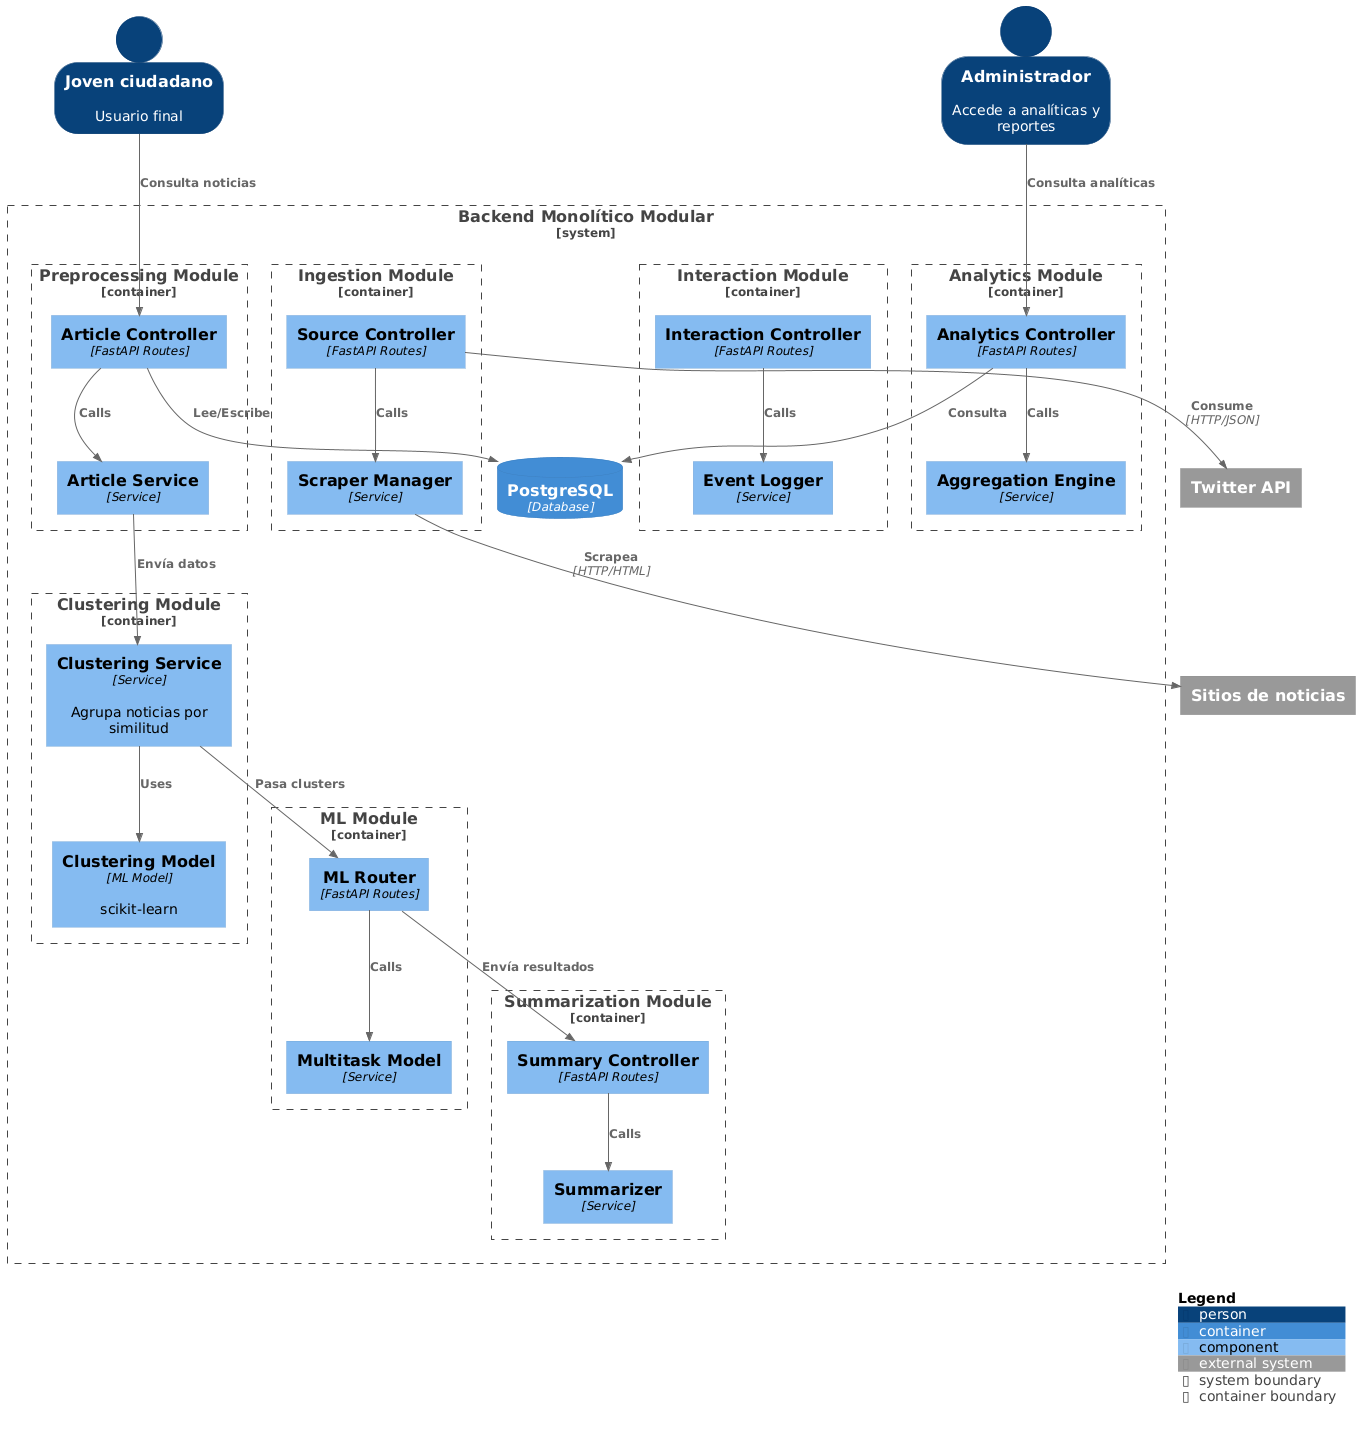 Joven ciudadano
Usuario final
Administrador
Accede a analíticas y
reportes
Consulta noticias
Consulta analíticas
Backend Monolítico Modular
[system]
Preprocessing Module
[container]
Article Controller
[FastAPI Routes]
Calls
Lee/Escribe
Article Service
[Service]
Ingestion Module
[container]
Source Controller
[FastAPI Routes]
Calls
Scraper Manager
[Service]
PostgreSQL
[Database]
Interaction Module
[container]
Interaction Controller
[FastAPI Routes]
Calls
Event Logger
[Service]
Analytics Module
[container]
Analytics Controller
[FastAPI Routes]
Consulta
Calls
Aggregation Engine
[Service]
Consume
[HTTP/JSON]
Twitter API
Envía datos
Scrapea
[HTTP/HTML]
Sitios de noticias
Clustering Module
[container]
Clustering Service
[Service]
Agrupa noticias por
similitud
Uses
Pasa clusters
Clustering Model
[ML Model]
scikit-learn
ML Module
[container]
ML Router
[FastAPI Routes]
Calls
Envía resultados
Multitask Model
[Service]
Summarization Module
[container]
Summary Controller
[FastAPI Routes]
Calls
Summarizer
[Service]
Legend
person
container
component
external system
system boundary
container boundary